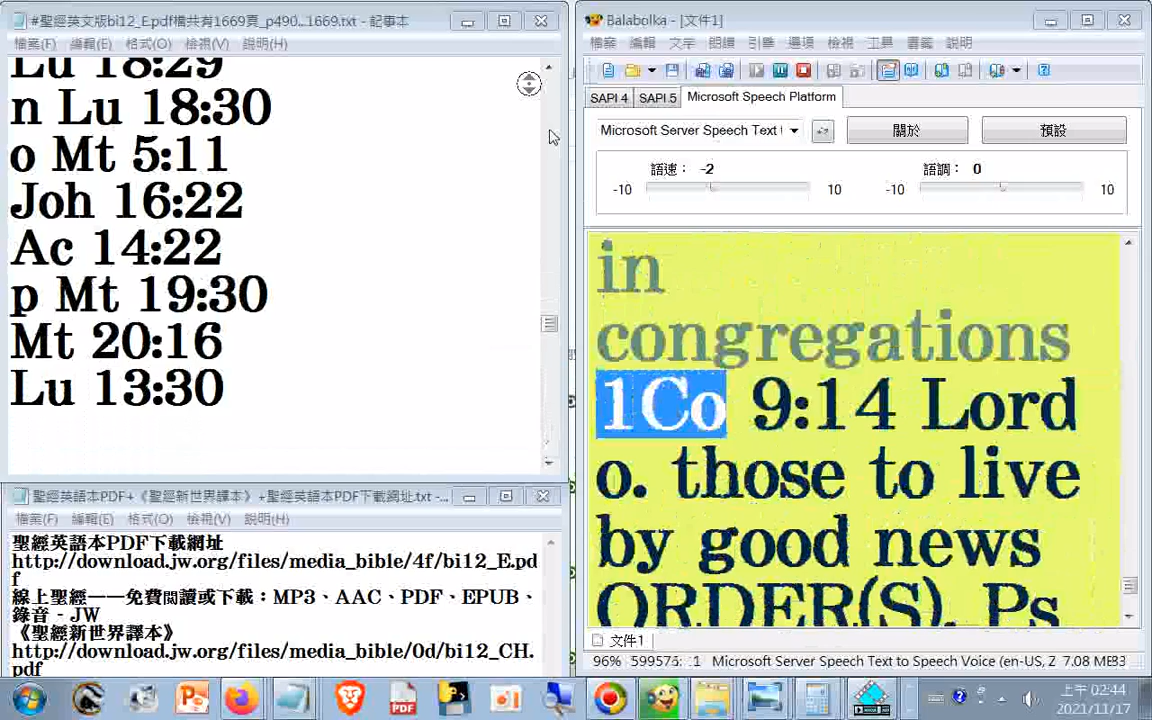 #聖經英文版bi12_E.pdf橫共有1669頁_p490...1669.txt - 記事本
檔案(F) 編輯(E) 格式(O) 檢視(V) 說明(H)
Lu 18:29
n Lu 18:30
o Mt 5:11
Joh 16:22
Ac 14:22
p Mt 19:30
Mt 20:16
Lu 13:30
聖經英語本PDF+《聖經新世界譯本》+聖經英語本PDF下載網址.txt - ...
檔案(F) 編輯(E) 格式(O) 檢視(V) 說明(H)
聖經英語本PDF下載網址
http://download.jw.org/files/media_bible/4f/bi12_E.pd
f
線上聖經——免費閱讀或下載：MP3、AAC、PDF、EPUB、
錄音 - JW
《聖經新世界譯本》
http://download.jw.org/files/media_bible/0d/bi12_CH.
pdf
Balabolka - [文件1]
檔案 編輯 文字 朗讀 引擎 選項 檢視 工具 書籤 說明
SAPI 4 SAPI 5 Microsoft Speech Platform
Microsoft Server Speech Text 關於 預設
語速： -2 語調： 0
-10 10 -10 10
in
congregations
1Co 9:14 Lord
o. those to live
by good news
ORDER(S), Ps
文件1
96% 599575: 1 Microsoft Server Speech Text to Speech Voice (en-US, Z 7.08 MB
上午 02:44
2021/11/17